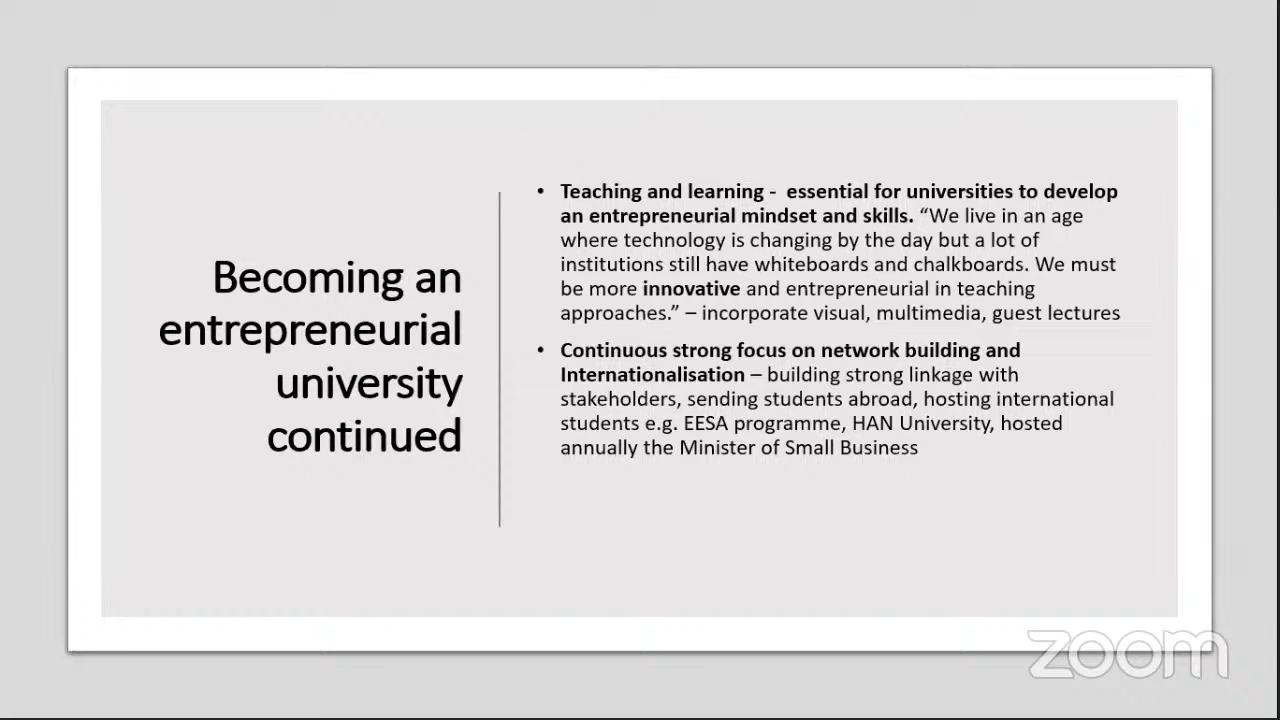 Becoming an
entrepreneurial
university
continued
• Teaching and learning - essential for universities to develop
an entrepreneurial mindset and skills. “We live in an age
where technology is changing by the day but a lot of
institutions still have whiteboards and chalkboards. We must
be more innovative and entrepreneurial in teaching
approaches.” – incorporate visual, multimedia, guest lectures
• Continuous strong focus on network building and
Internationalisation – building strong linkage with
stakeholders, sending students abroad, hosting international
students e.g. EESA programme, HAN University, hosted
annually the Minister of Small Business
zoom